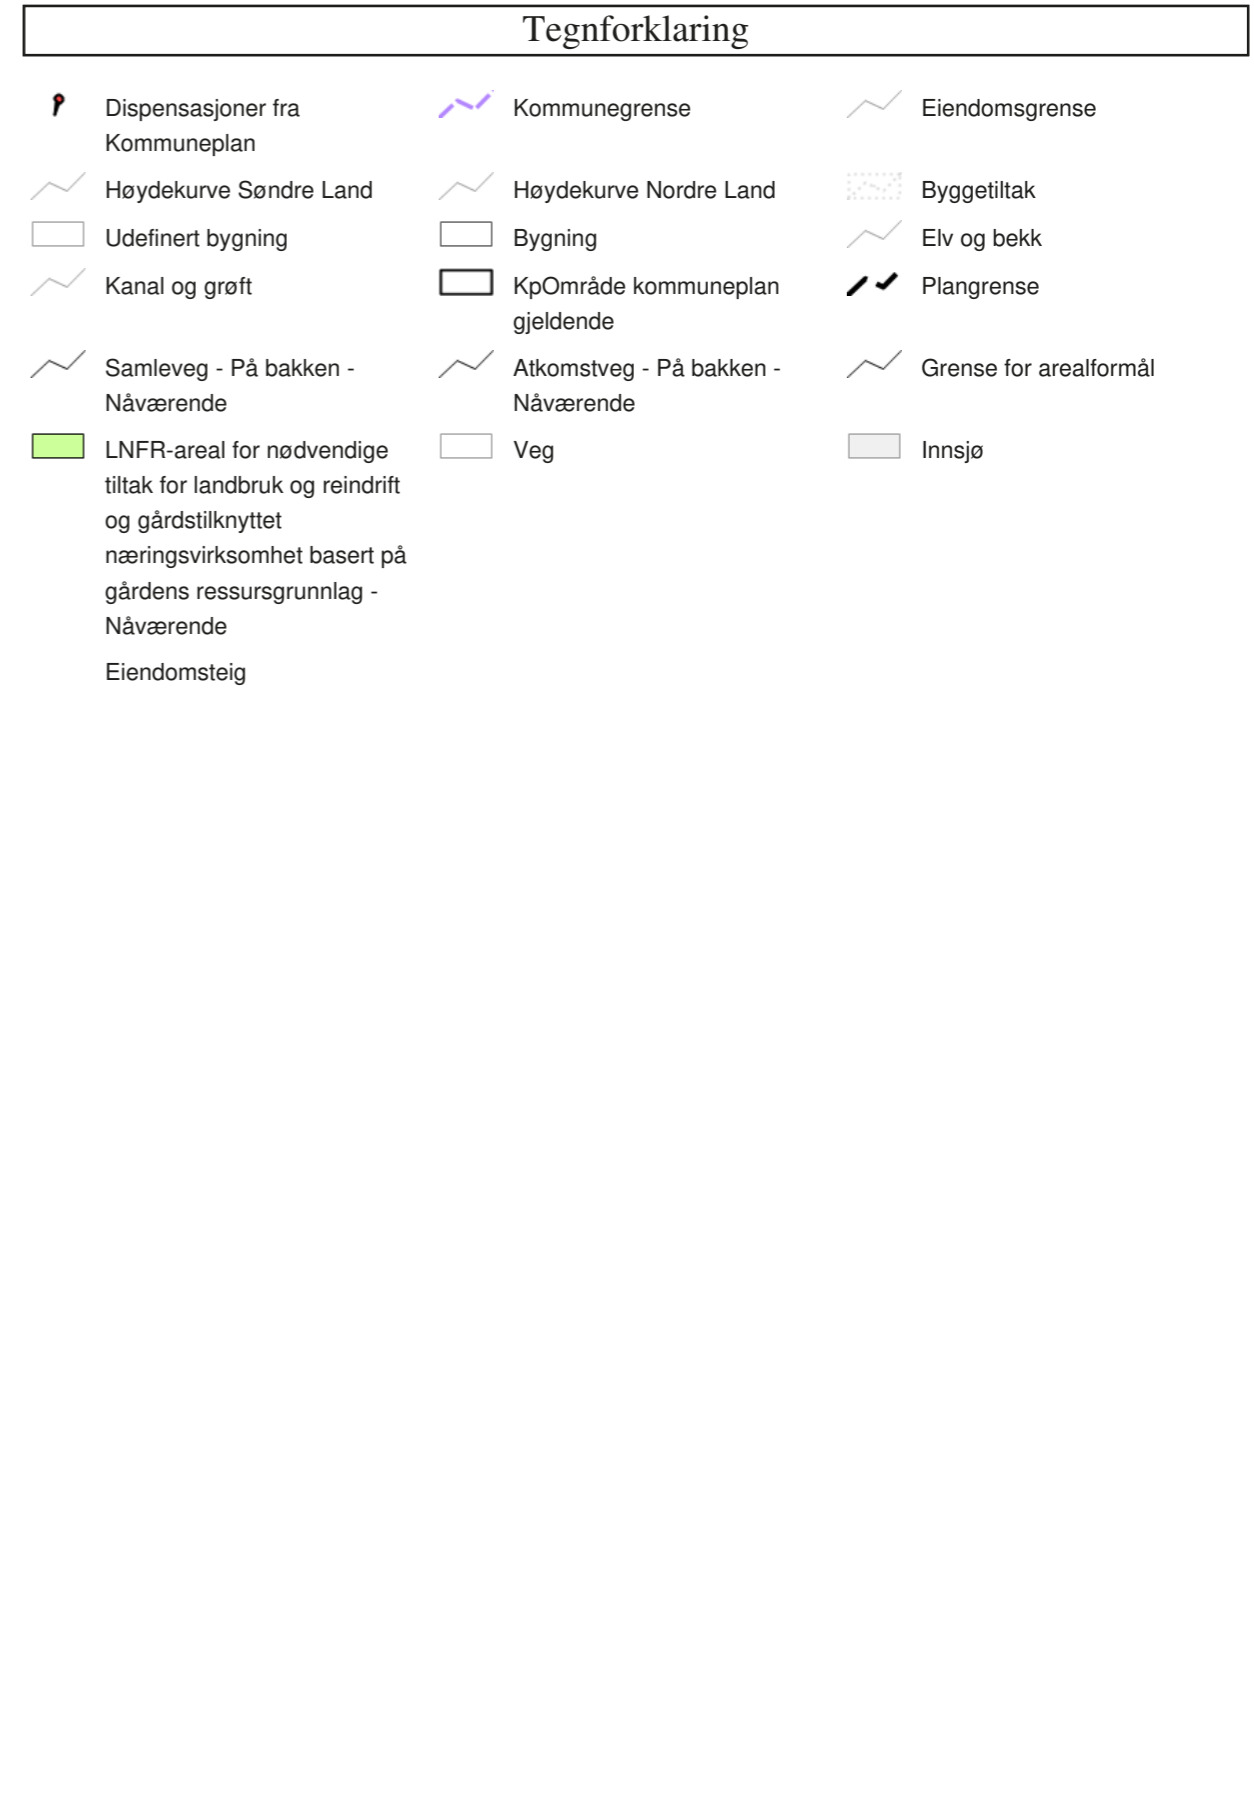 Tegnforklaring
Dispensasjoner fra
Kommuneplan
Kommunegrense
Eiendomsgrense
Høydekurve Søndre Land
Høydekurve Nordre Land
Byggetiltak
Udefinert bygning
Bygning
Elv og bekk
Kanal og grøft
KpOmråde kommuneplan
gjeldende
Plangrense
Samleveg - På bakken -
Nåværende
Atkomstveg - På bakken -
Nåværende
Grense for arealformål
LNFR-areal for nødvendige
tiltak for landbruk og reindrift
og gårdstilknyttet
næringsvirksomhet basert på
gårdens ressursgrunnlag -
Nåværende
Veg
Innsjø
Eiendomsteig